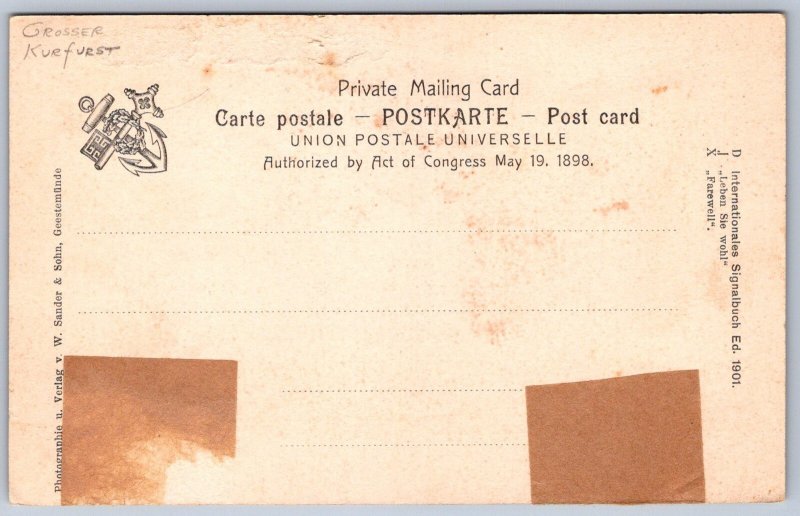 GROSSER
KURFURST
Private Mailing Card
Carte postale – POSTKARTE – Post card
UNION POSTALE UNIVERSELLE
Authorized by Act of Congress May 19. 1898.
Photographie u. Verlag v. W. Sander & Sohn, Geestemünde
D Internationales Signalbuch Ed. 1901.
J „Leben Sie wohl“
X „Farewell“.